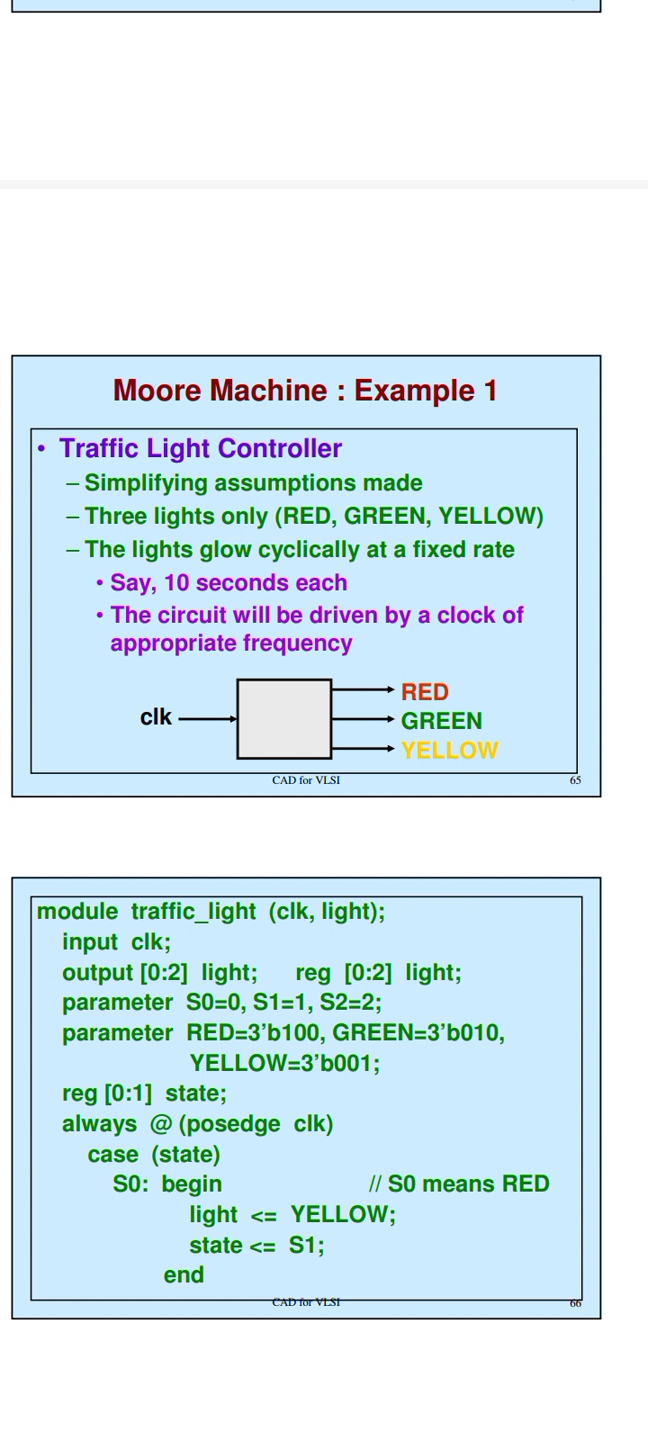 Moore Machine : Example 1
• Traffic Light Controller
– Simplifying assumptions made
– Three lights only (RED, GREEN, YELLOW)
– The lights glow cyclically at a fixed rate
• Say, 10 seconds each
• The circuit will be driven by a clock of
appropriate frequency
clk
RED
GREEN
YELLOW
CAD for VLSI 65
module traffic_light (clk, light);
input clk;
output [0:2] light; reg [0:2] light;
parameter S0=0, S1=1, S2=2;
parameter RED=3’b100, GREEN=3’b010,
YELLOW=3’b001;
reg [0:1] state;
always @ (posedge clk)
case (state)
S0: begin // S0 means RED
light <= YELLOW;
state <= S1;
end
CAD for VLSI 66